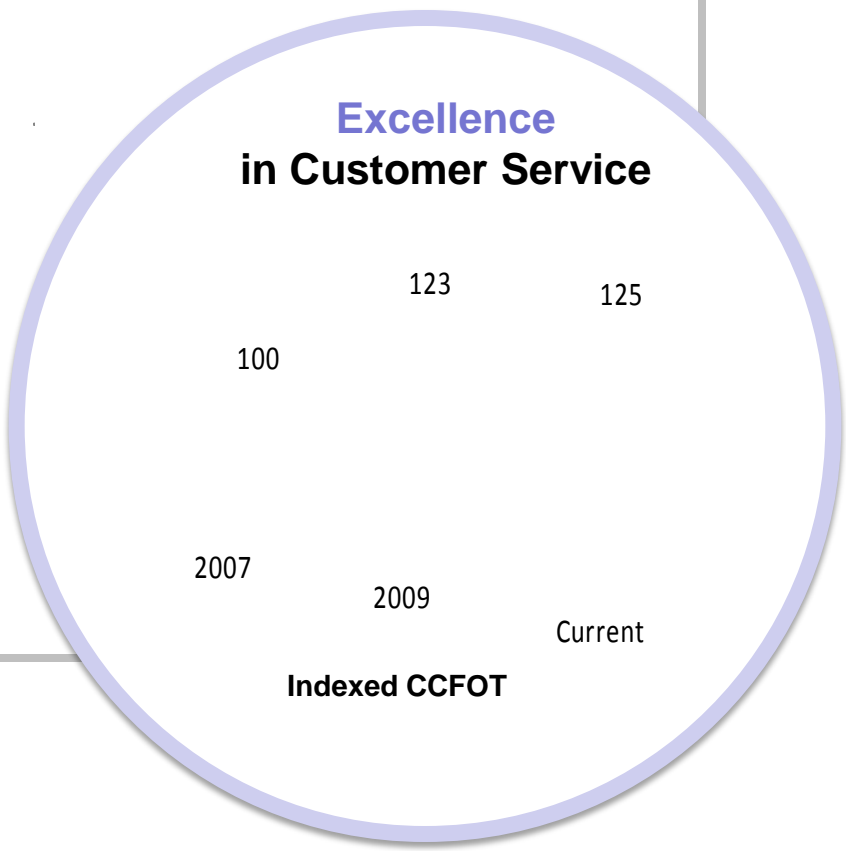 Excellence
in Customer Service
123
125
100
2007
2009
Current
Indexed CCFOT